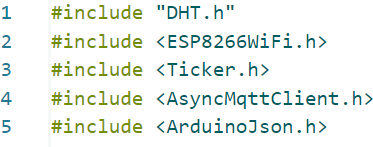 1 #include "DHT.h"
2 #include <ESP8266WiFi.h>
3 #include <Ticker.h>
4 #include <AsyncMqttClient.h>
5 #include <ArduinoJson.h>